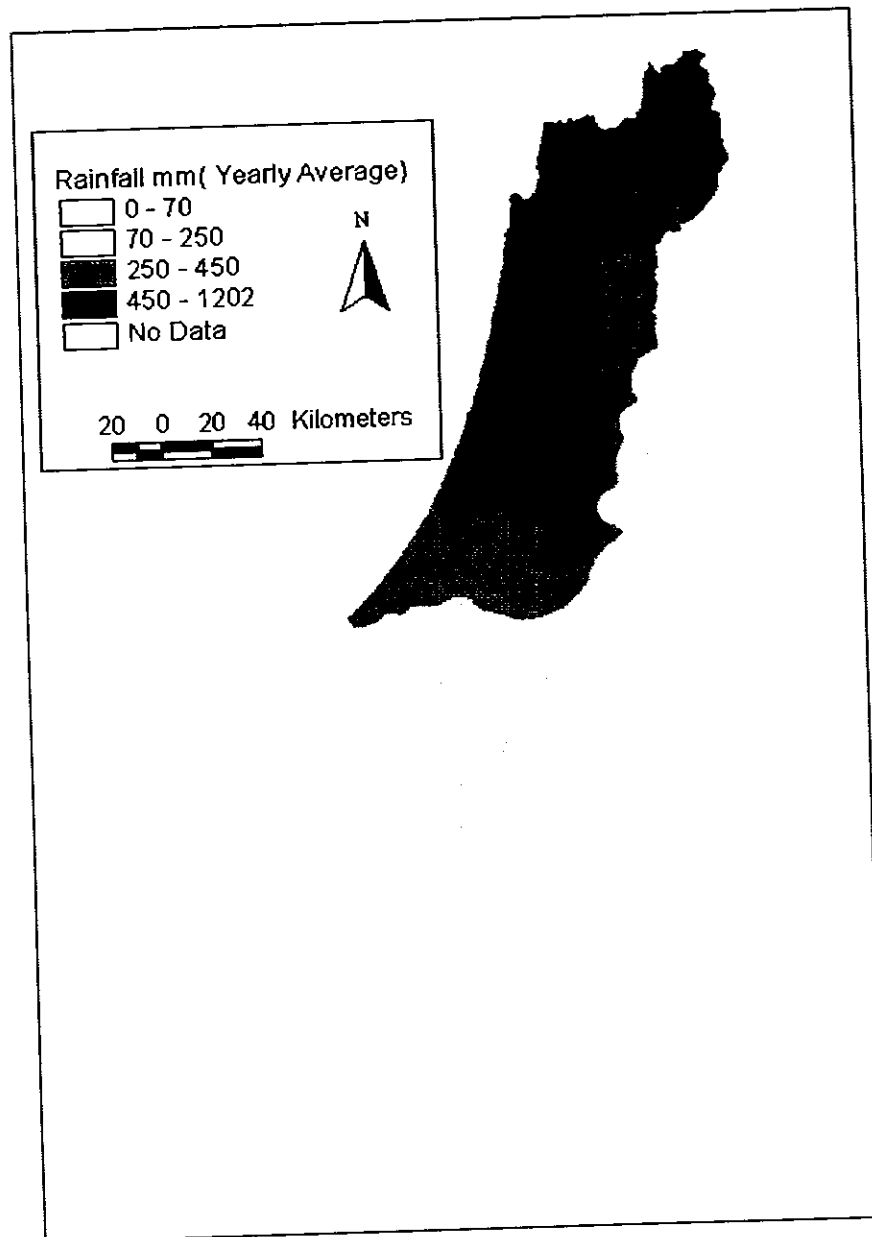 Rainfall mm( Yearly Average)
0 - 70
70 - 250
250 - 450
450 - 1202
No Data
N
20 0 20 40 Kilometers